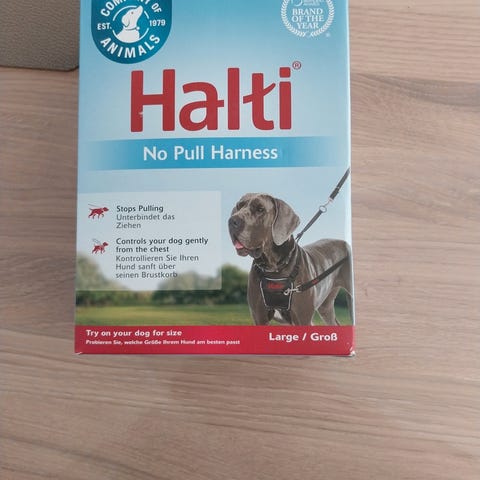 COMPANY OF
EST. 1979
ANIMALS
BRAND OF
THE YEAR
Halti®
No Pull Harness
Stops Pulling
Unterbindet das
Ziehen
Controls your dog gently
from the chest
Kontrollieren Sie Ihren
Hund sanft über
seinen Brustkorb
Halti
Try on your dog for size
Probieren Sie, welche Größe Ihrem Hund am besten passt
Large / Groß